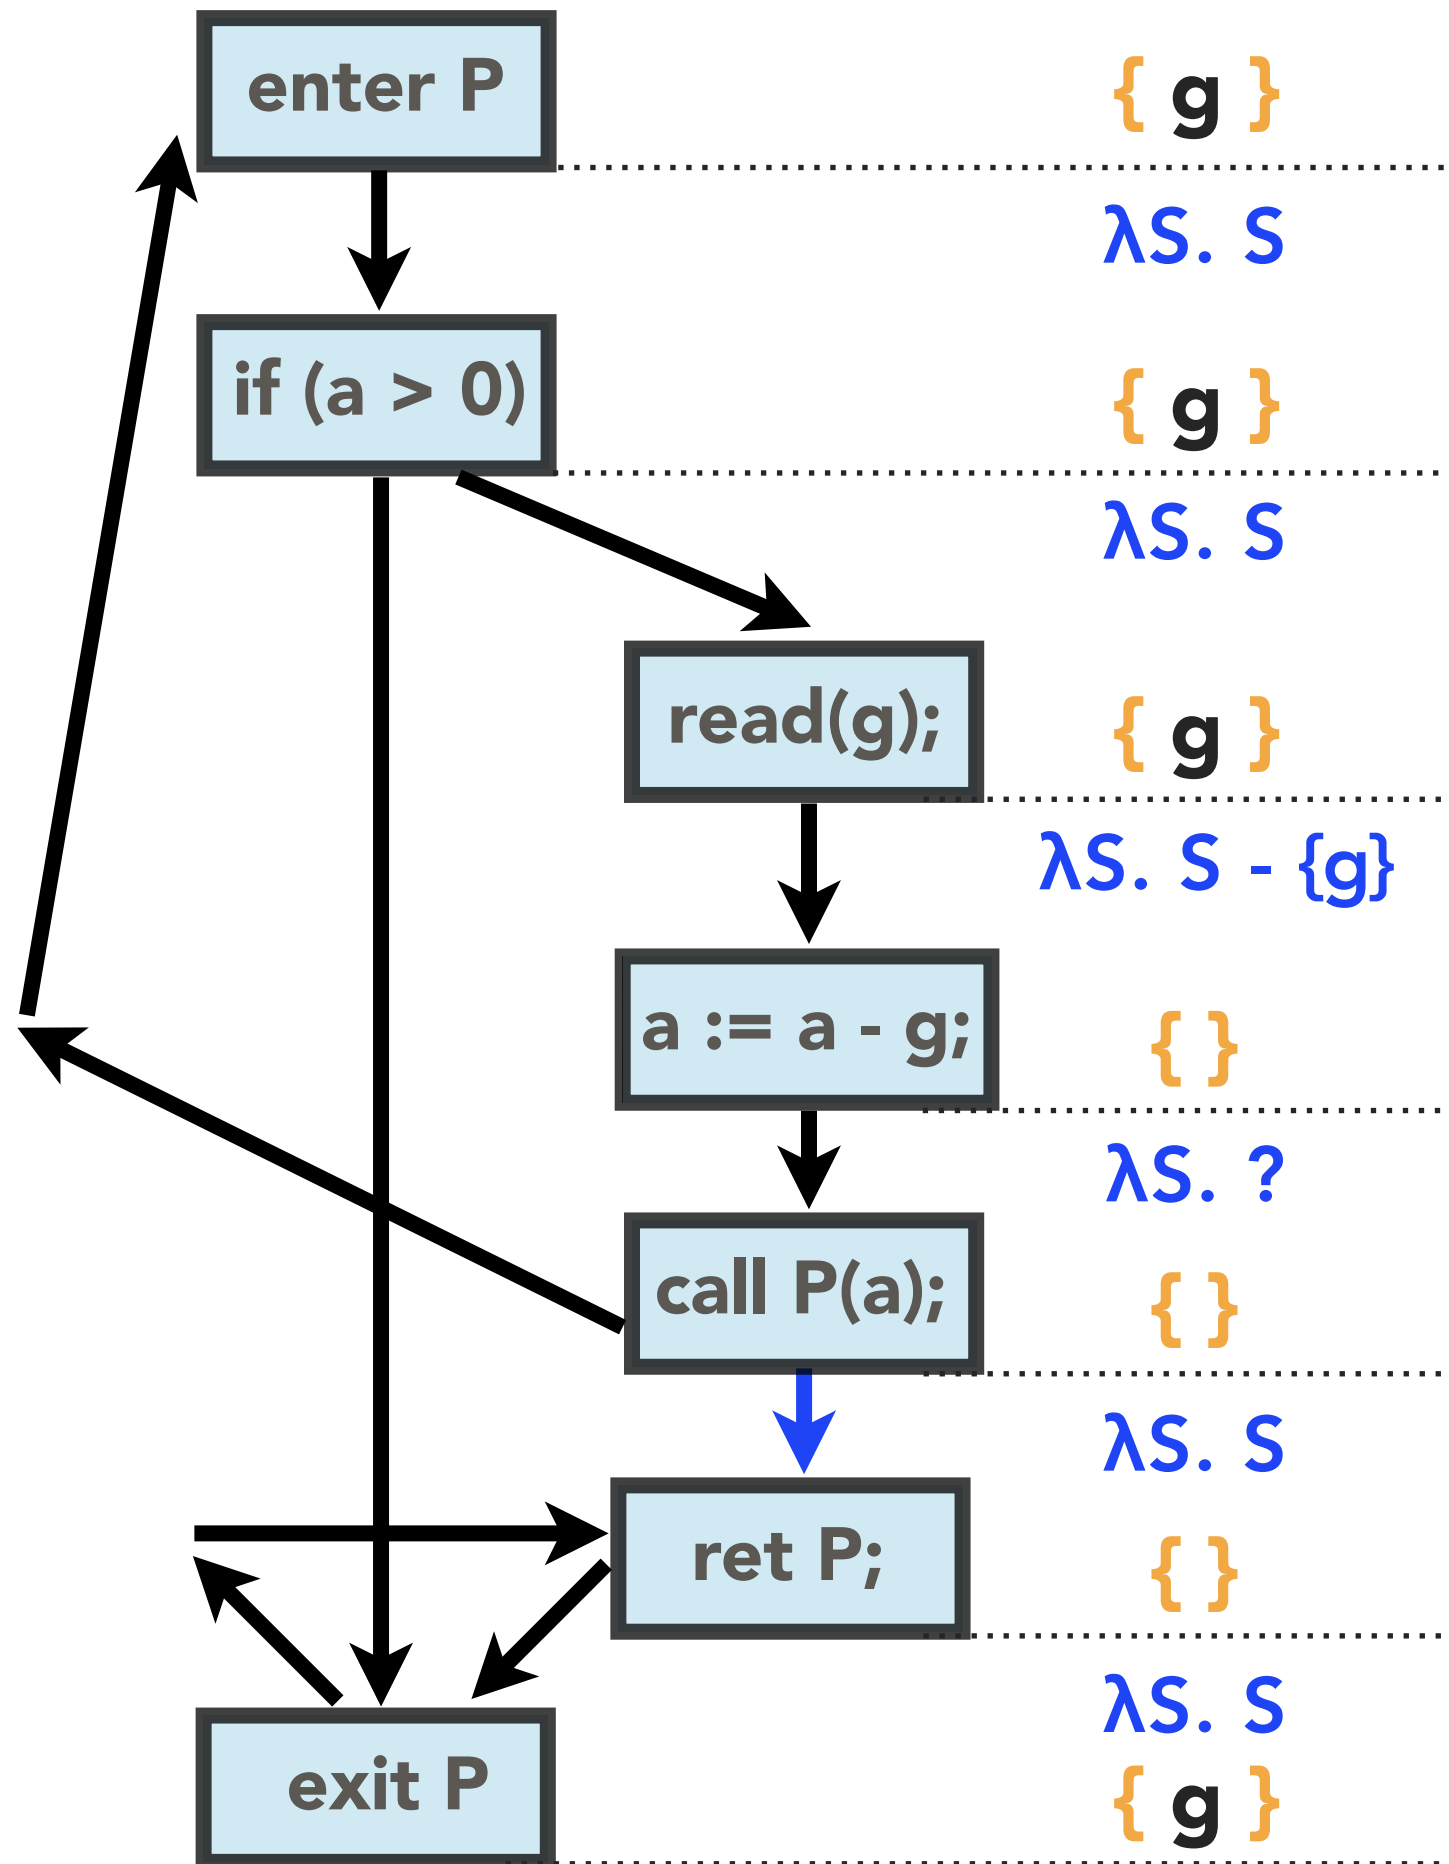 enter P
{ g }
λS. S
if (a > 0)
{ g }
λS. S
read(g);
{ g }
λS. S - {g}
a := a - g;
{ }
λS. ?
call P(a);
{ }
λS. S
ret P;
{ }
λS. S
exit P
{ g }